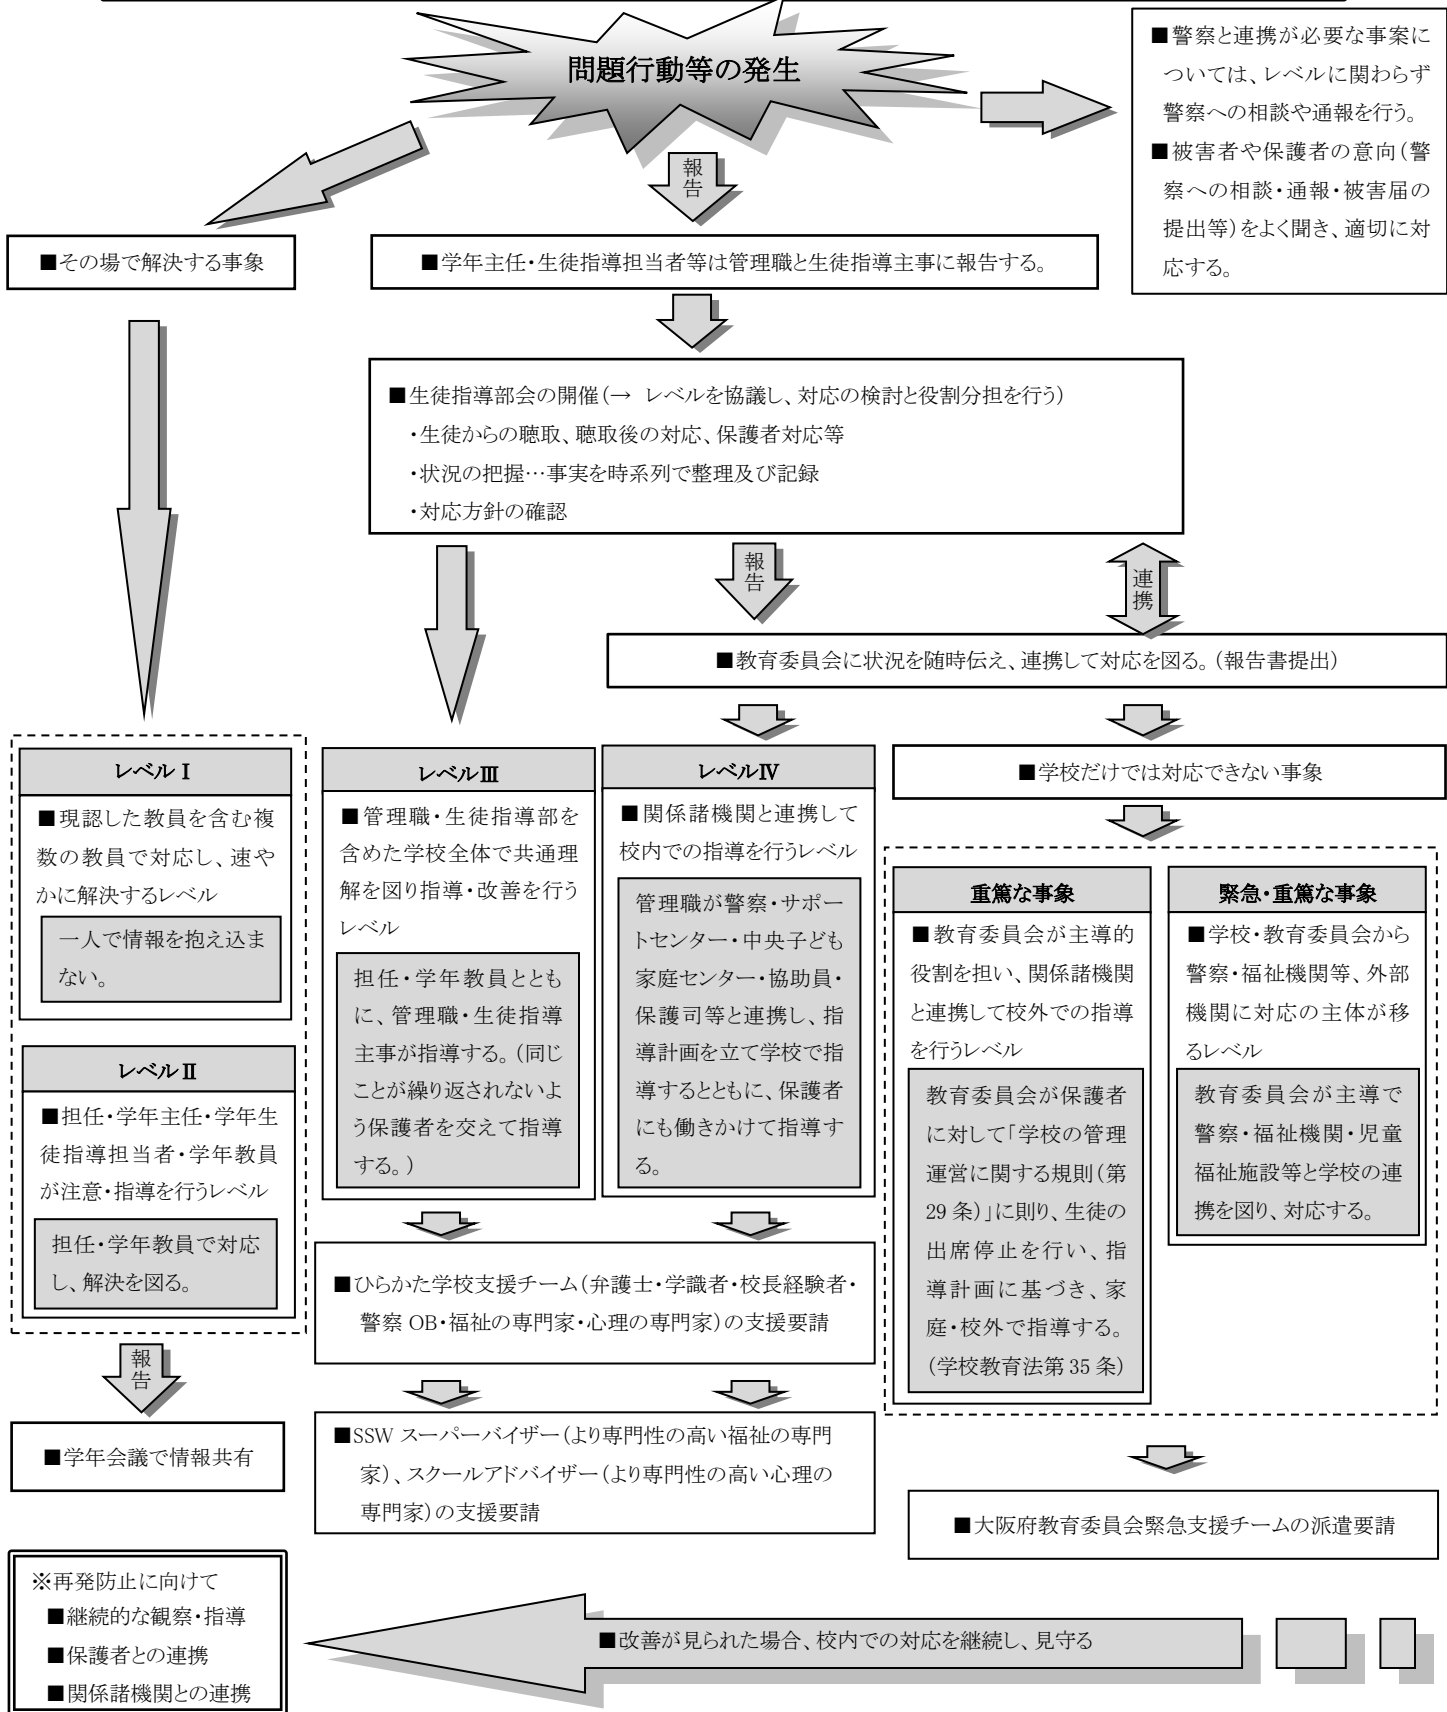 問題行動等の発生
■警察と連携が必要な事案に
ついては、レベルに関わらず
警察への相談や通報を行う。
■被害者や保護者の意向(警
察への相談・通報・被害届の
提出等)をよく聞き、適切に対
応する。
報告
■その場で解決する事象
■学年主任・生徒指導担当者等は管理職と生徒指導主事に報告する。
■生徒指導部会の開催(→ レベルを協議し、対応の検討と役割分担を行う)
・生徒からの聴取、聴取後の対応、保護者対応等
・状況の把握…事実を時系列で整理及び記録
・対応方針の確認
報告
連携
■教育委員会に状況を随時伝え、連携して対応を図る。(報告書提出)
レベルⅠ
■現認した教員を含む複
数の教員で対応し、速や
かに解決するレベル
一人で情報を抱え込ま
ない。
レベルⅡ
■担任・学年主任・学年生
徒指導担当者・学年教員
が注意・指導を行うレベル
担任・学年教員で対応
し、解決を図る。
報告
■学年会議で情報共有
レベルⅢ
■管理職・生徒指導部を
含めた学校全体で共通理
解を図り指導・改善を行う
レベル
担任・学年教員ととも
に、管理職・生徒指導
主事が指導する。(同じ
ことが繰り返されないよ
う保護者を交えて指導
する。)
レベルⅣ
■関係諸機関と連携して
校内での指導を行うレベル
管理職が警察・サポー
トセンター・中央子ども
家庭センター・協助員・
保護司等と連携し、指
導計画を立て学校で指
導するとともに、保護者
にも働きかけて指導す
る。
■ひらかた学校支援チーム(弁護士・学識者・校長経験者・
警察 OB・福祉の専門家・心理の専門家)の支援要請
■SSW スーパーバイザー(より専門性の高い福祉の専門
家)、スクールアドバイザー(より専門性の高い心理の
専門家)の支援要請
■学校だけでは対応できない事象
重篤な事象
■教育委員会が主導的
役割を担い、関係諸機関
と連携して校外での指導
を行うレベル
教育委員会が保護者
に対して「学校の管理
運営に関する規則(第
29 条)」に則り、生徒の
出席停止を行い、指
導計画に基づき、家
庭・校外で指導する。
(学校教育法第 35 条)
緊急・重篤な事象
■学校・教育委員会から
警察・福祉機関等、外部
機関に対応の主体が移
るレベル
教育委員会が主導で
警察・福祉機関・児童
福祉施設等と学校の連
携を図り、対応する。
■大阪府教育委員会緊急支援チームの派遣要請
※再発防止に向けて
■継続的な観察・指導
■保護者との連携
■関係諸機関との連携
■改善が見られた場合、校内での対応を継続し、見守る